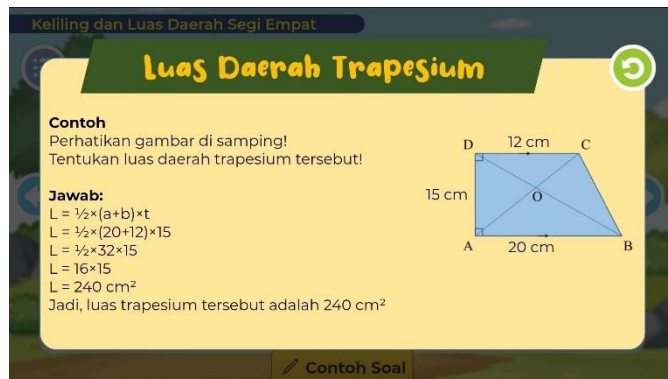 Keliling dan Luas Daerah Segi Empat
Luas Daerah Trapesium
Contoh
Perhatikan gambar di samping!
Tentukan luas daerah trapesium tersebut!
Jawab:
L = ½×(a+b)×t
L = ½×(20+12)×15
L = ½×32×15
L = 16×15
L = 240 cm²
Jadi, luas trapesium tersebut adalah 240 cm²
D 12 cm C
15 cm
O
A 20 cm B
Contoh Soal